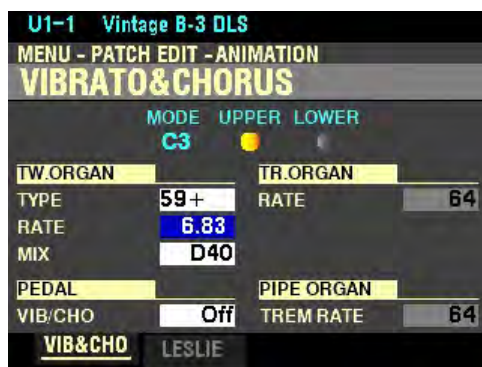 U1-1 Vintage B-3 DLS
MENU - PATCH EDIT - ANIMATION
VIBRATO&CHORUS
MODE UPPER LOWER
C3
TW.ORGAN TR.ORGAN
TYPE 59+ RATE 64
RATE 6.83
MIX D40
PEDAL PIPE ORGAN
VIB/CHO Off TREM RATE 64
VIB&CHO LESLIE